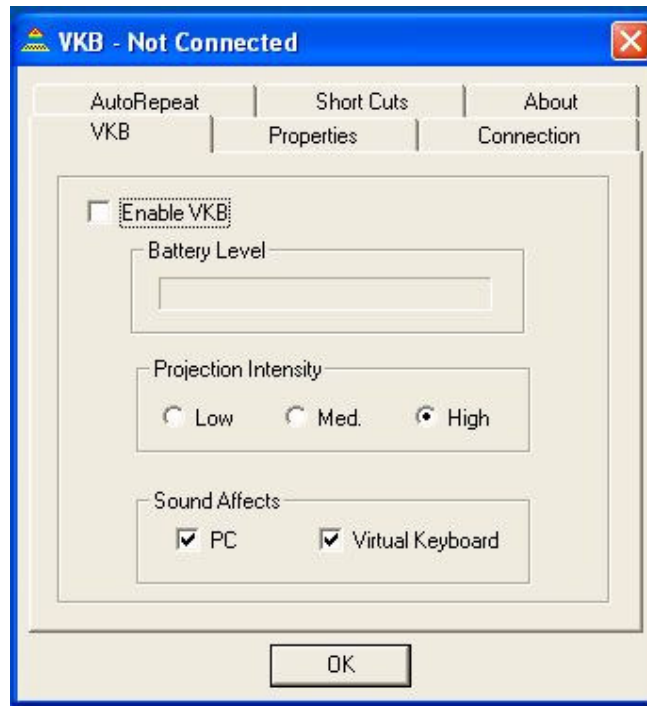 VKB - Not Connected
AutoRepeat Short Cuts About
VKB Properties Connection
Enable VKB
Battery Level
Projection Intensity
Low Med. High
Sound Affects
PC Virtual Keyboard
OK